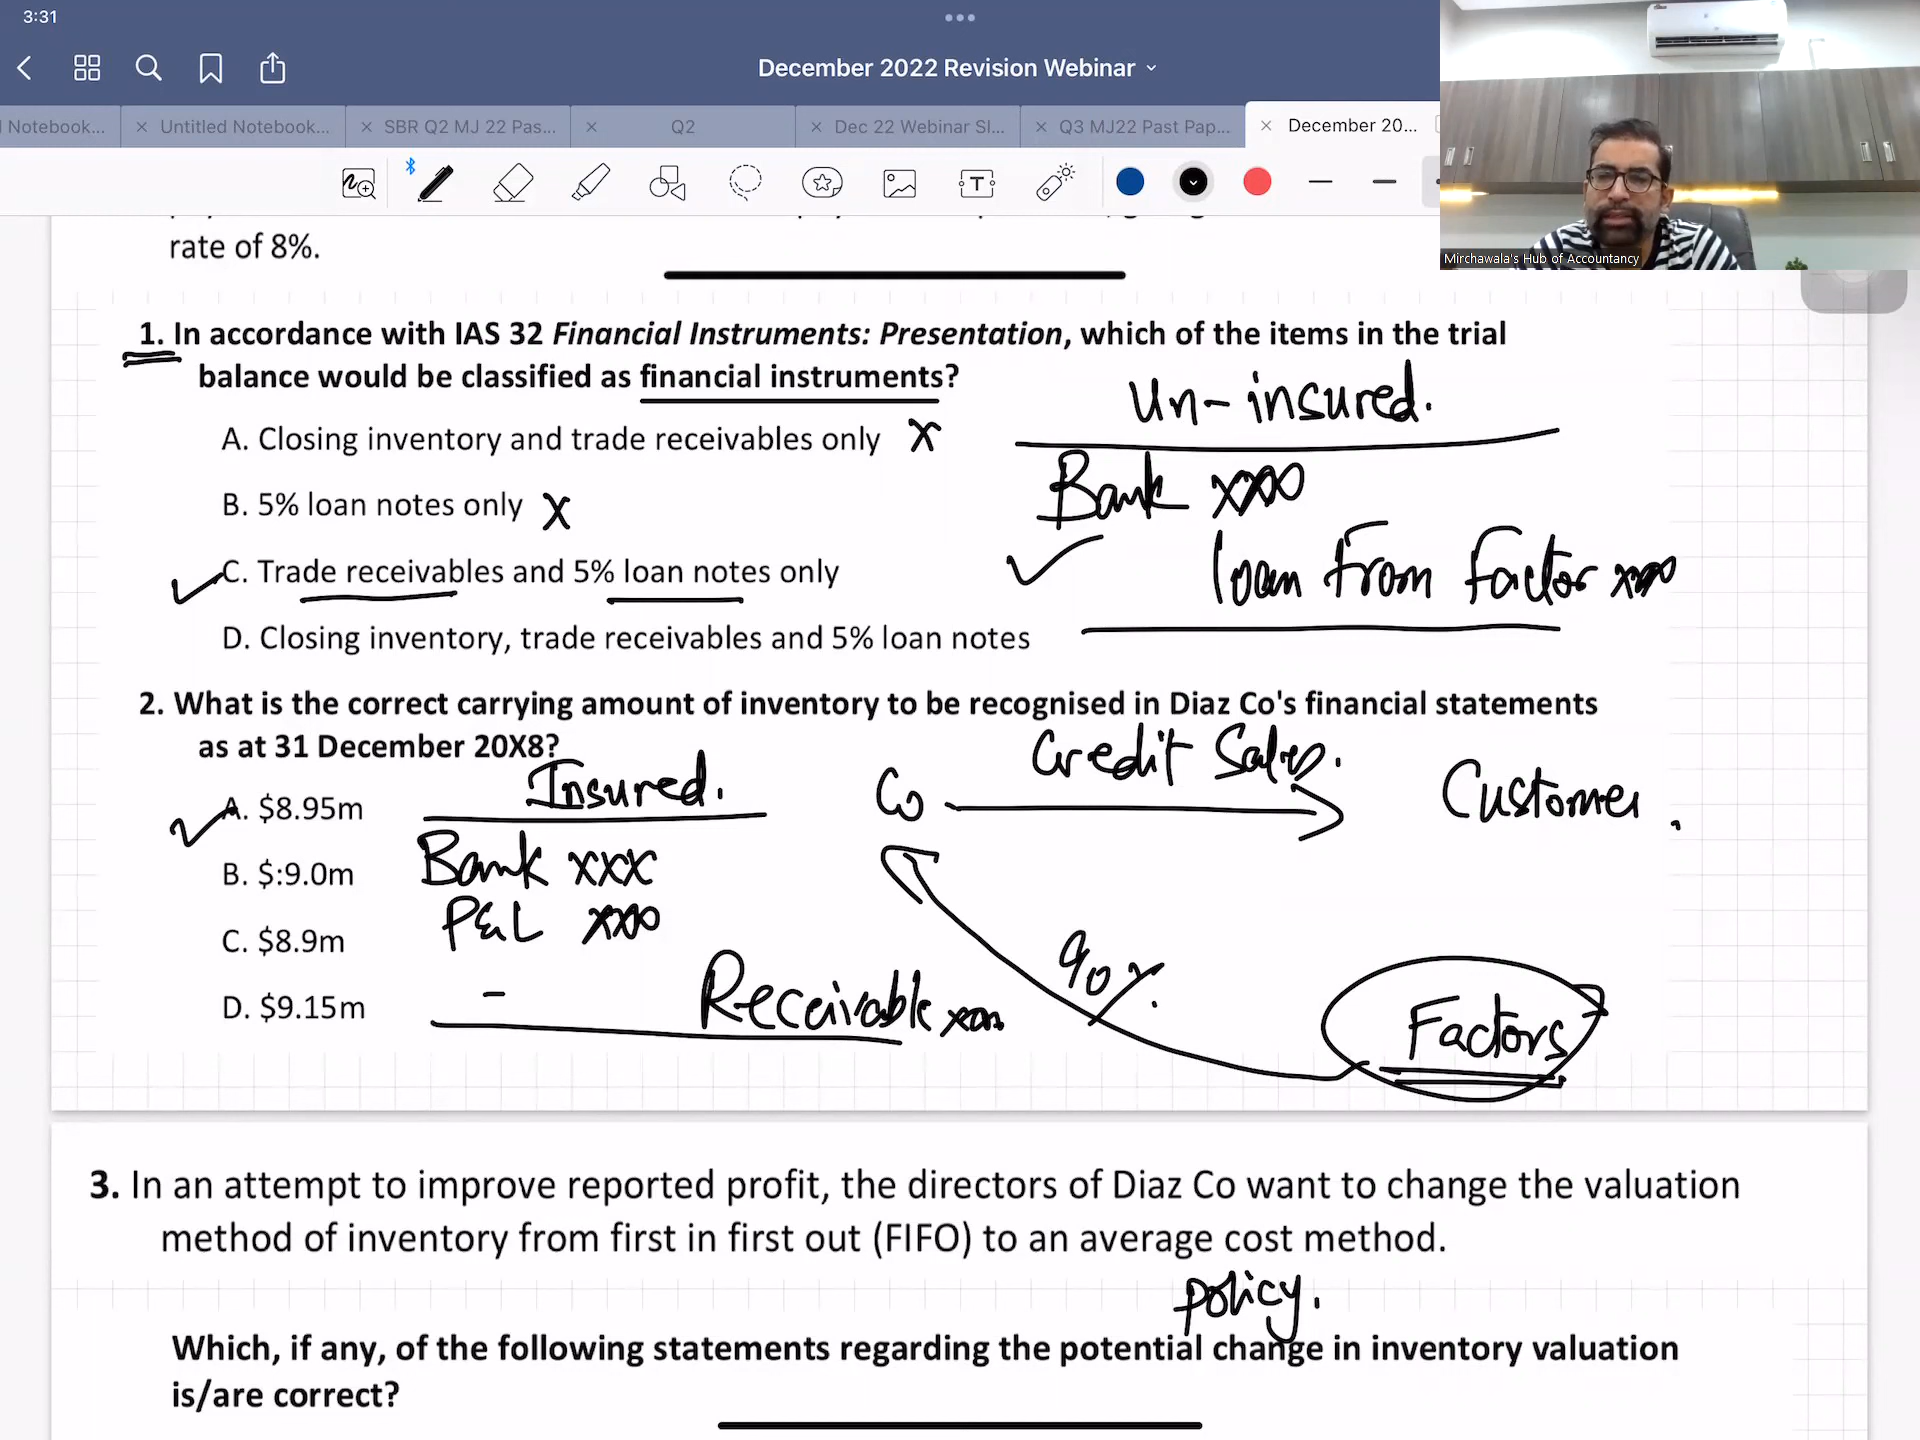 3:31
December 2022 Revision Webinar
l Notebook...
Untitled Notebook...
SBR Q2 MJ 22 Pas...
Q2
Dec 22 Webinar Sl...
Q3 MJ22 Past Pap...
December 20...
Mirchawala's Hub of Accountancy
rate of 8%.
1. In accordance with IAS 32 Financial Instruments: Presentation, which of the items in the trial
balance would be classified as financial instruments?
Un-insured.
A. Closing inventory and trade receivables only X
Bank xxx
B. 5% loan notes only X
loan from factor xxx
C. Trade receivables and 5% loan notes only
D. Closing inventory, trade receivables and 5% loan notes
2. What is the correct carrying amount of inventory to be recognised in Diaz Co's financial statements
as at 31 December 20X8?
Insured.
Co
Credit Sales.
Customer.
A. $8.95m
Bank xxx
B. $:9.0m
P&L xxx
C. $8.9m
90%.
Receivable xxx
D. $9.15m
Factors
3. In an attempt to improve reported profit, the directors of Diaz Co want to change the valuation
method of inventory from first in first out (FIFO) to an average cost method.
policy.
Which, if any, of the following statements regarding the potential change in inventory valuation
is/are correct?